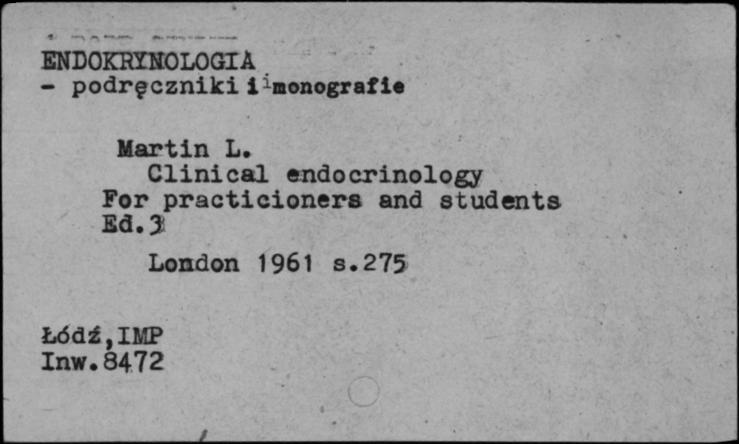 ENDOKRYNOLOGIA
- podręczniki i monografie
Martin L.
Clinical endocrinology
For practicioners and students
Ed.3
London 1961 s.275
Łódź,IMP
Inw.8472